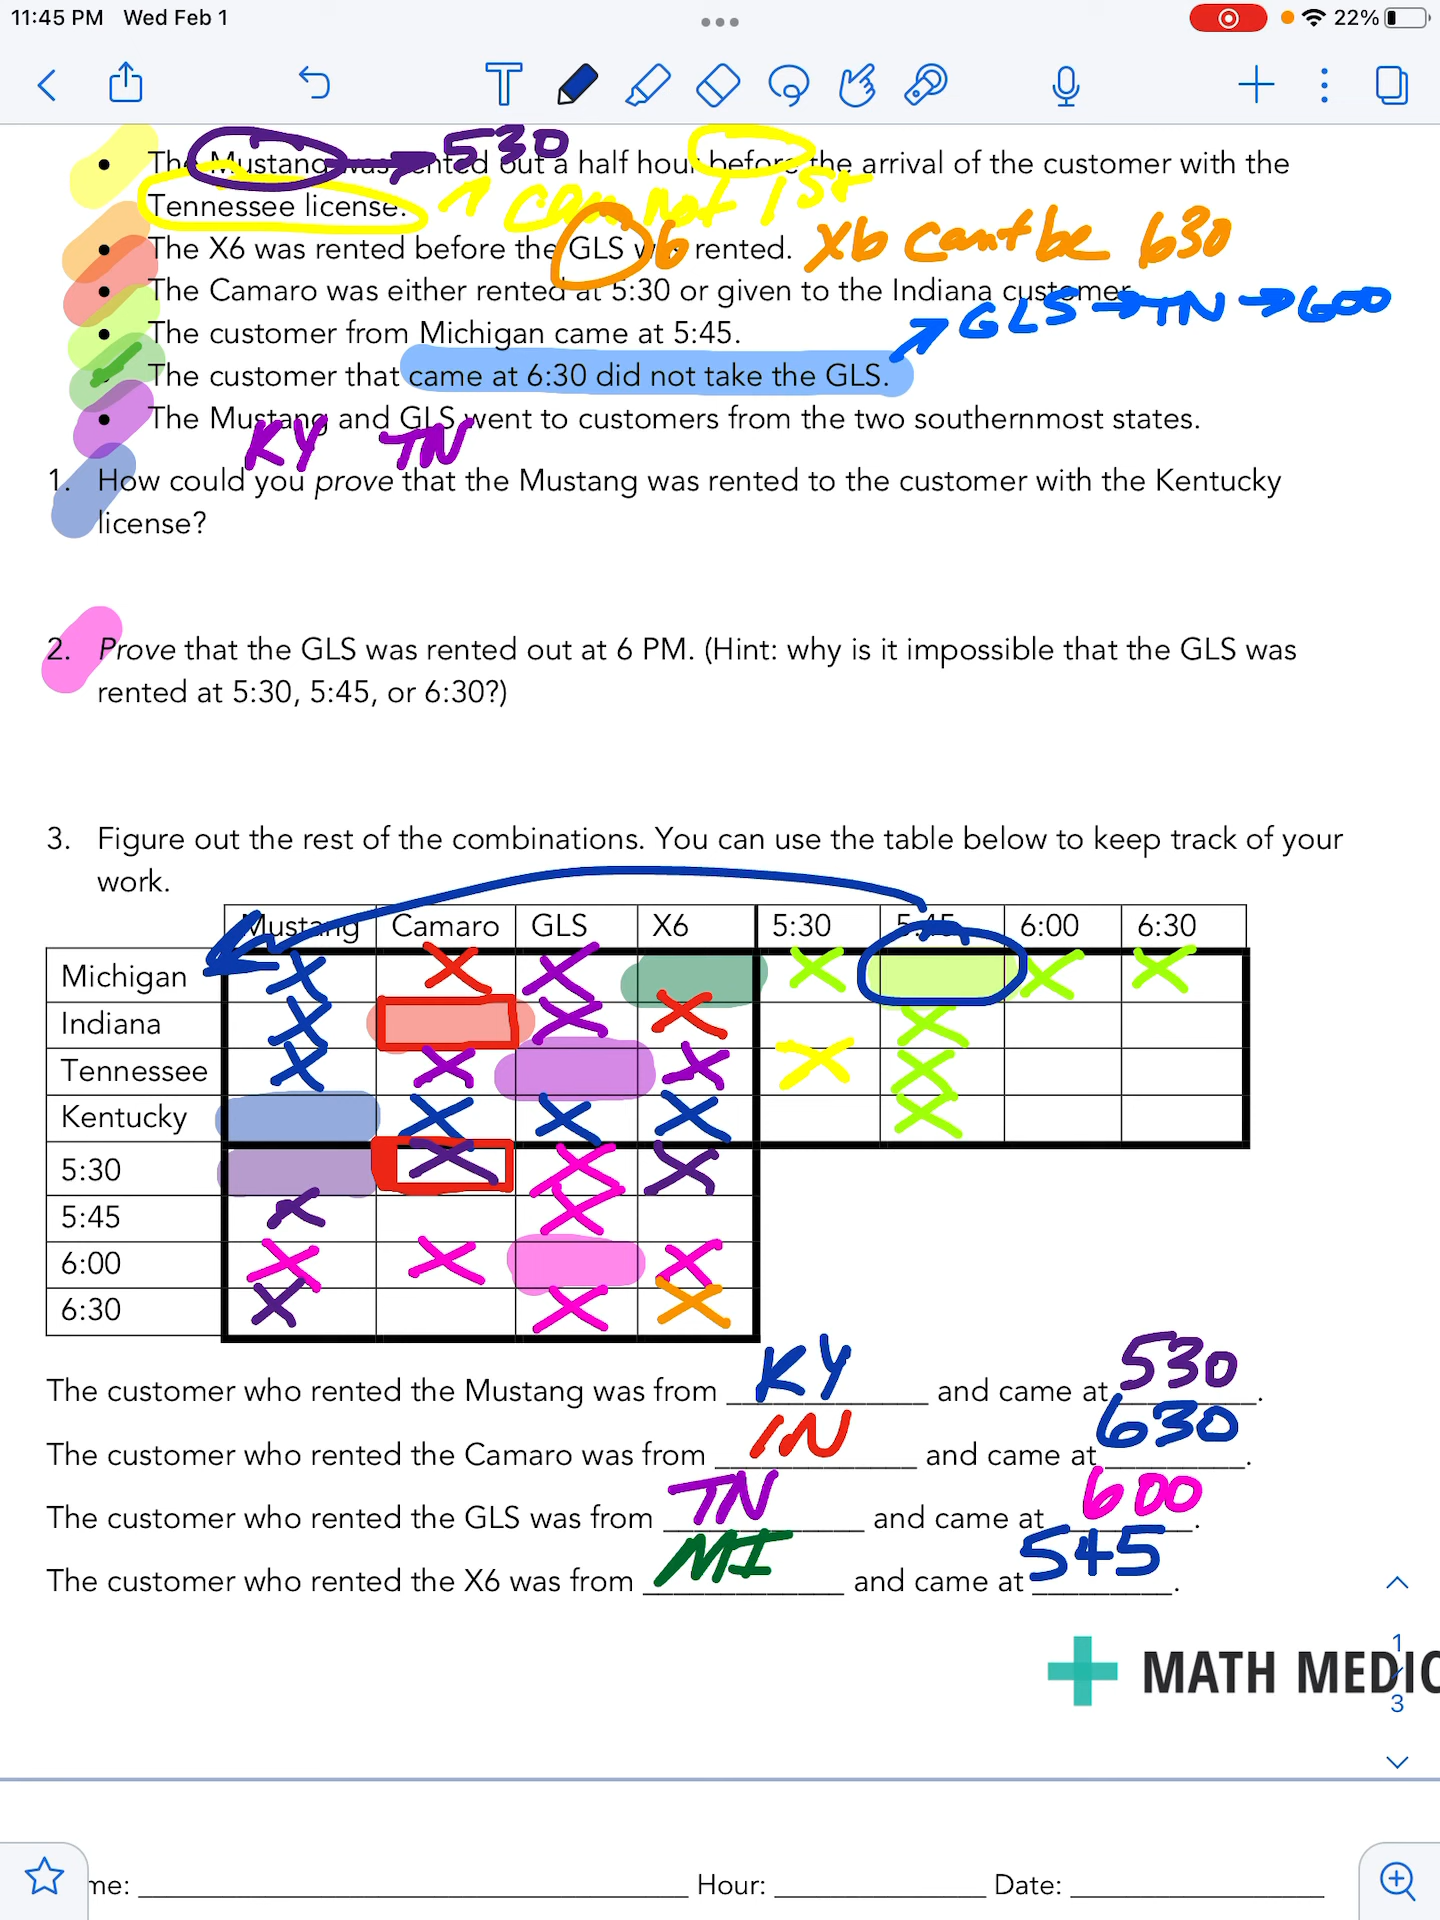 11:45 PM Wed Feb 1 22%
530
• The Mustang was rented out a half hour before the arrival of the customer with the
Tennessee license. can not 1st
• The X6 was rented before the GLS was rented. 6 X6 cant be 630
• The Camaro was either rented at 5:30 or given to the Indiana customer.
• The customer from Michigan came at 5:45. GLS → TN → 600
The customer that came at 6:30 did not take the GLS.
• The Mustang and GLS went to customers from the two southernmost states.
KY TN
1. How could you prove that the Mustang was rented to the customer with the Kentucky
license?
2. Prove that the GLS was rented out at 6 PM. (Hint: why is it impossible that the GLS was
rented at 5:30, 5:45, or 6:30?)
3. Figure out the rest of the combinations. You can use the table below to keep track of your
work.
Mustang Camaro GLS X6 5:30 5:45 6:00 6:30
Michigan X X X X X X
Indiana X X X X
Tennessee X X X X X
Kentucky X X X X
5:30 X X X
5:45 X X
6:00 X X X
6:30 X X X
The customer who rented the Mustang was from KY and came at 530.
The customer who rented the Camaro was from IN and came at 630.
The customer who rented the GLS was from TN and came at 600.
The customer who rented the X6 was from MI and came at 545.
MATH MEDIC
1
/
3
me: Hour: Date: